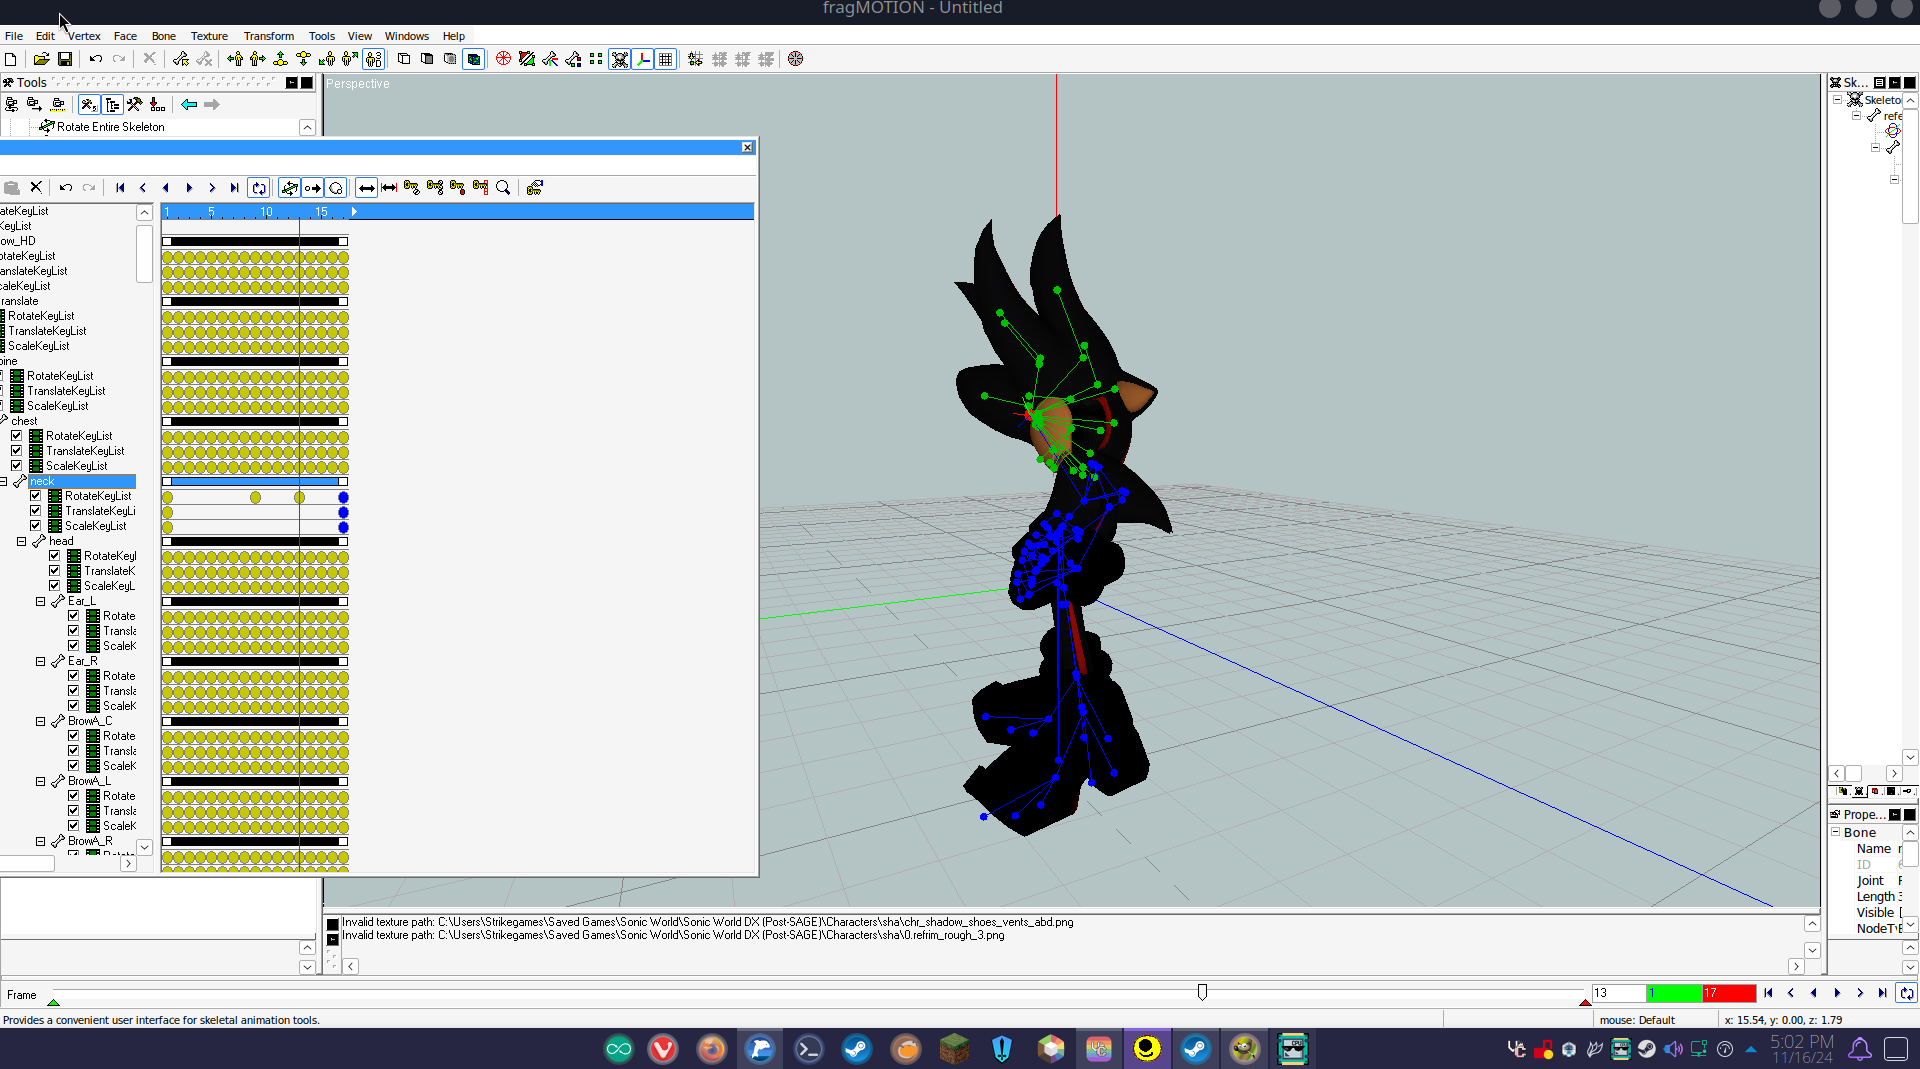 fragMOTION - Untitled
File Edit Vertex Face Bone Texture Transform Tools View Windows Help
Tools
Rotate Entire Skeleton
Perspective
Sk...
Skeleto
refe
1 5 10 15
ateKeyList
KeyList
ow_HD
otateKeyList
anslateKeyList
caleKeyList
ranslate
RotateKeyList
TranslateKeyList
ScaleKeyList
pine
RotateKeyList
TranslateKeyList
ScaleKeyList
chest
RotateKeyList
TranslateKeyList
ScaleKeyList
neck
RotateKeyList
TranslateKeyLi
ScaleKeyList
head
RotateKeyl
TranslateK
ScaleKeyL
Ear_L
Rotate
Transla
ScaleK
Ear_R
Rotate
Transla
ScaleK
BrowA_C
Rotate
Transla
ScaleK
BrowA_L
Rotate
Transla
ScaleK
BrowA_R
Prope...
Bone
Name
ID
Joint
Length 3
Visible
NodeT
Invalid texture path: C:\Users\Strikegames\Saved Games\Sonic World\Sonic World DX (Post-SAGE)\Characters\sha\chr_shadow_shoes_vents_abd.png
Invalid texture path: C:\Users\Strikegames\Saved Games\Sonic World\Sonic World DX (Post-SAGE)\Characters\sha\0.refrim_rough_3.png
Frame
13 1 17
Provides a convenient user interface for skeletal animation tools.
mouse: Default
x: 15.54, y: 0.00, z: 1.79
5:02 PM
11/16/24